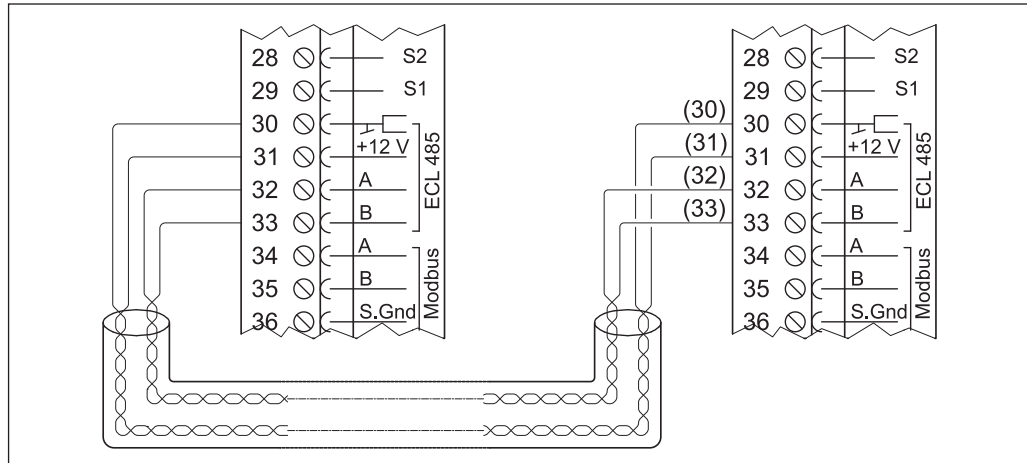 28 S2
29 S1
30
31 +12 V
32 A
33 B
34 A
35 B
36 S.Gnd
ECL 485
Modbus
(30)
(31)
(32)
(33)
28 S2
29 S1
30
31 +12 V
32 A
33 B
34 A
35 B
36 S.Gnd
ECL 485
Modbus